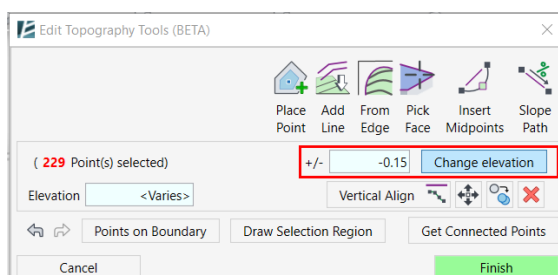 Edit Topography Tools (BETA)
Place Point
Add Line
From Edge
Pick Face
Insert Midpoints
Slope Path
( 229 Point(s) selected)
+/- -0.15 Change elevation
Elevation <Varies> Vertical Align
Points on Boundary Draw Selection Region Get Connected Points
Cancel Finish